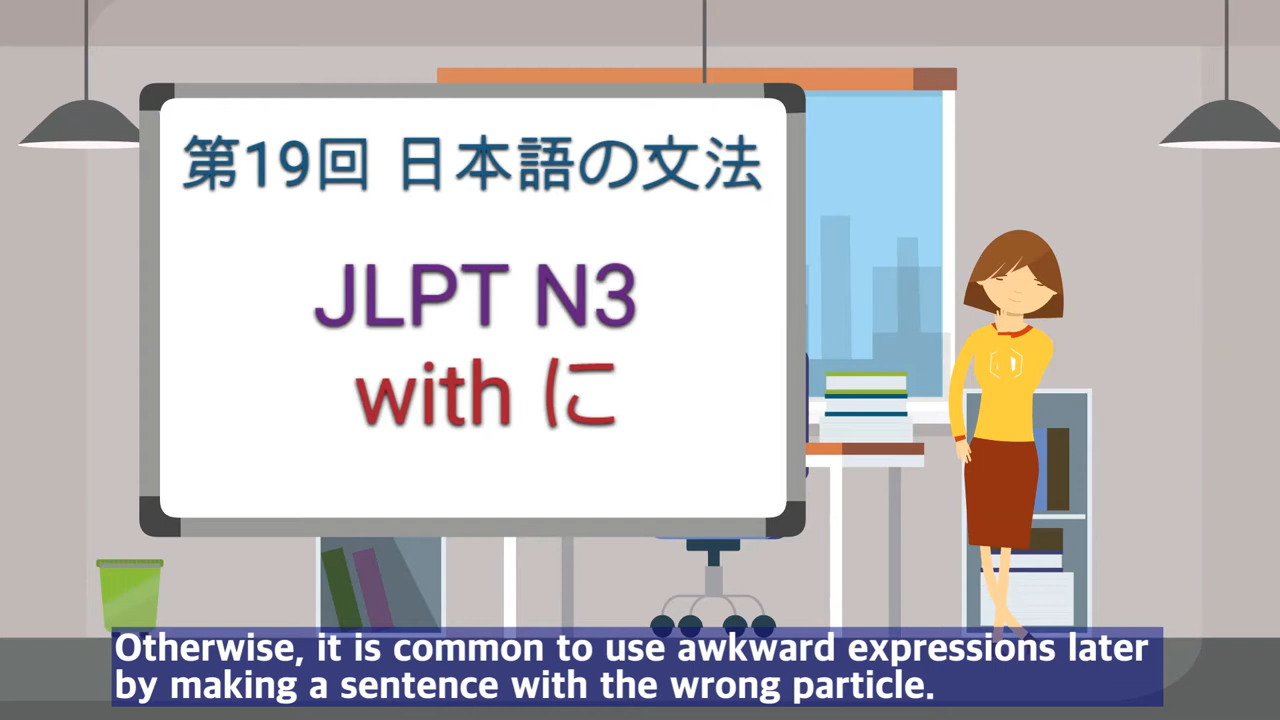 第19回 日本語の文法
JLPT N3
with に
Otherwise, it is common to use awkward expressions later
by making a sentence with the wrong particle.